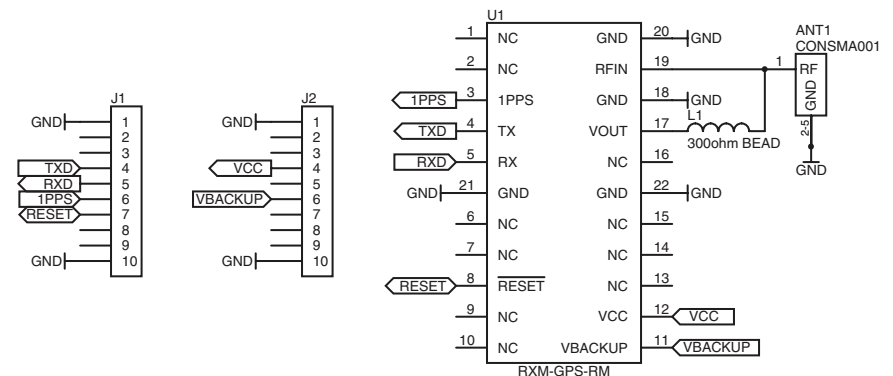 J1
GND 1
2
3
TXD 4
RXD 5
1PPS 6
RESET 7
8
9
GND 10
J2
GND 1
2
3
VCC 4
5
VBACKUP 6
7
8
9
GND 10
U1
1 NC GND 20 GND
2 NC RFIN 19
1PPS 3 1PPS GND 18 GND
TXD 4 TX VOUT 17
RXD 5 RX NC 16
GND 21 GND GND 22 GND
6 NC NC 15
7 NC NC 14
RESET 8 RESET NC 13
9 NC VCC 12 VCC
10 NC VBACKUP 11 VBACKUP
RXM-GPS-RM
L1
300ohm BEAD
ANT1
CONSMA001
1 RF
GND
2-5
GND